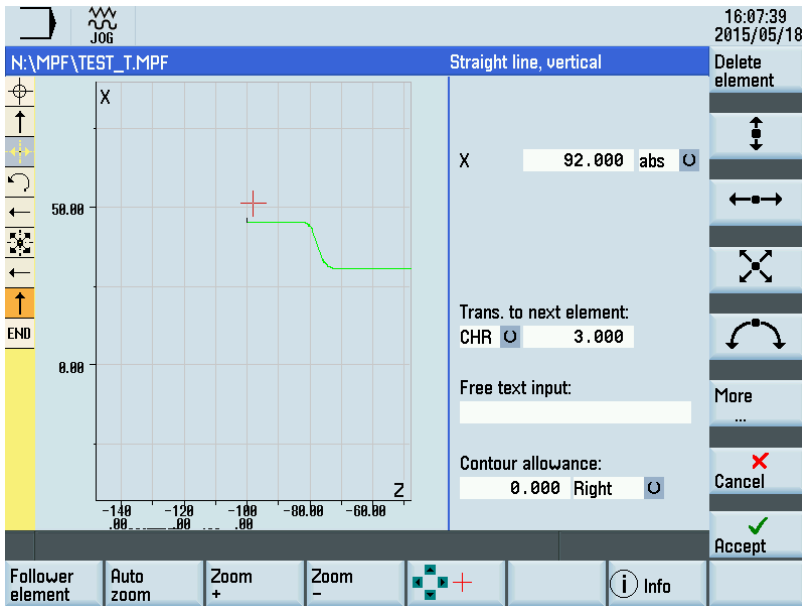 JOG
16:07:39
2015/05/18
N:\MPF\TEST_T.MPF
Straight line, vertical
Delete
element
X
50.00
0.00
Z
-140
.00
-120
.00
-100
.00
-80.00
-60.00
END
X 92.000 abs
Trans. to next element:
CHR 3.000
Free text input:
Contour allowance:
0.000 Right
More
...
Cancel
Accept
Follower
element
Auto
zoom
Zoom
+
Zoom
-
i Info